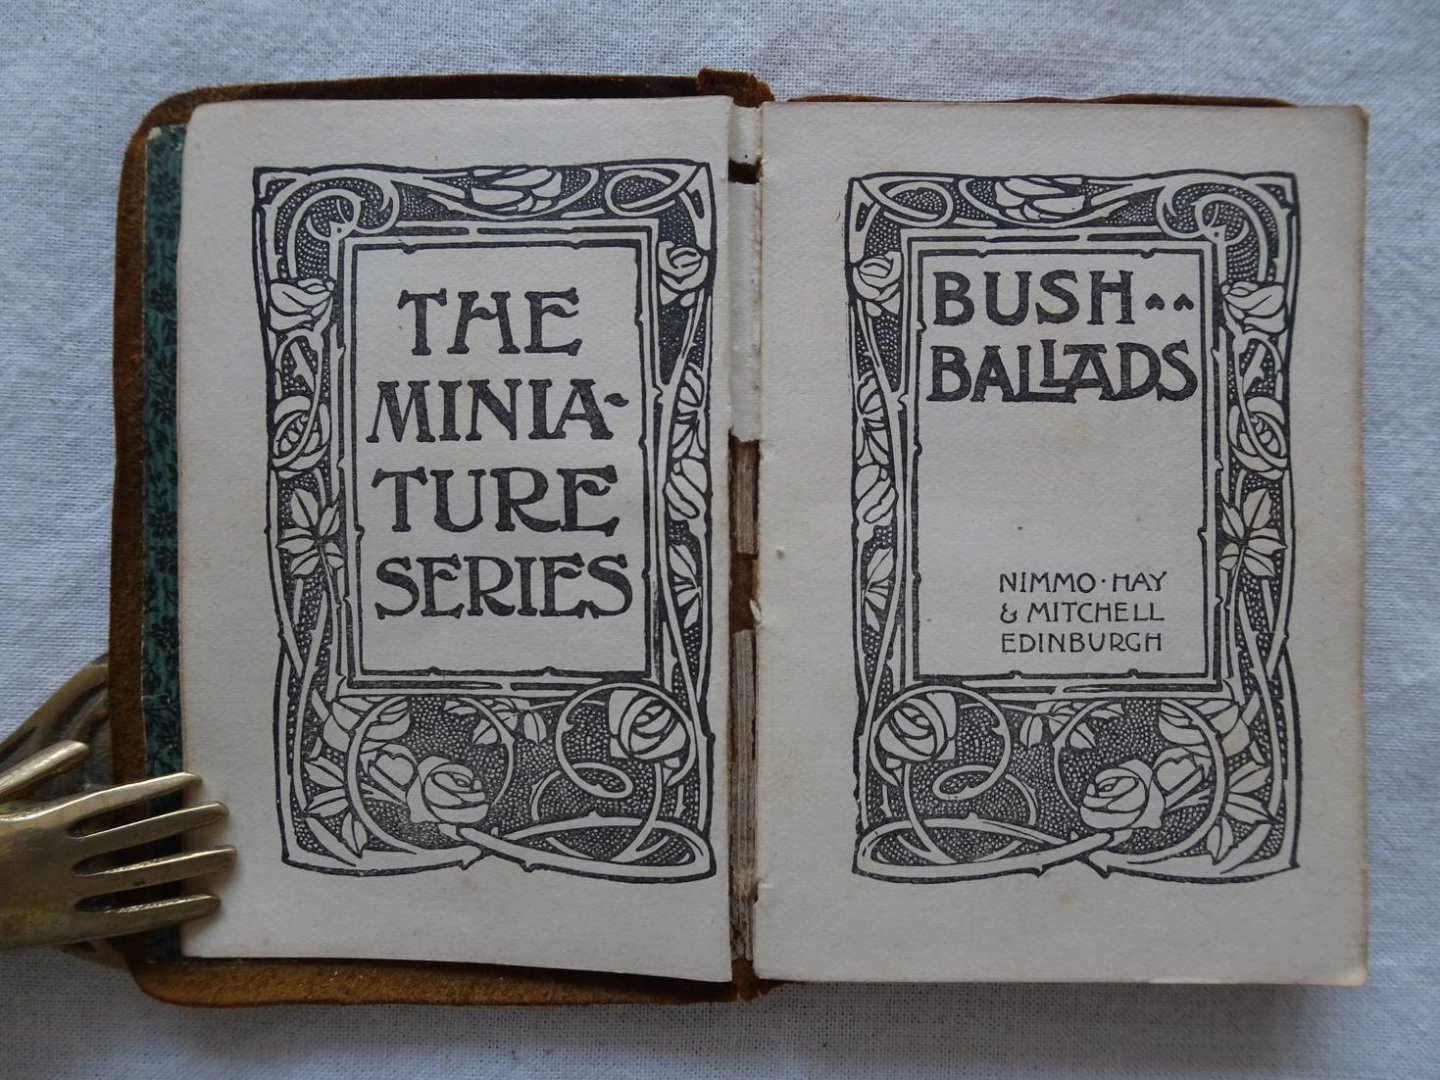 THE
MINIA-
TURE
SERIES
BUSH
BALLADS
NIMMO · HAY
& MITCHELL
EDINBURGH